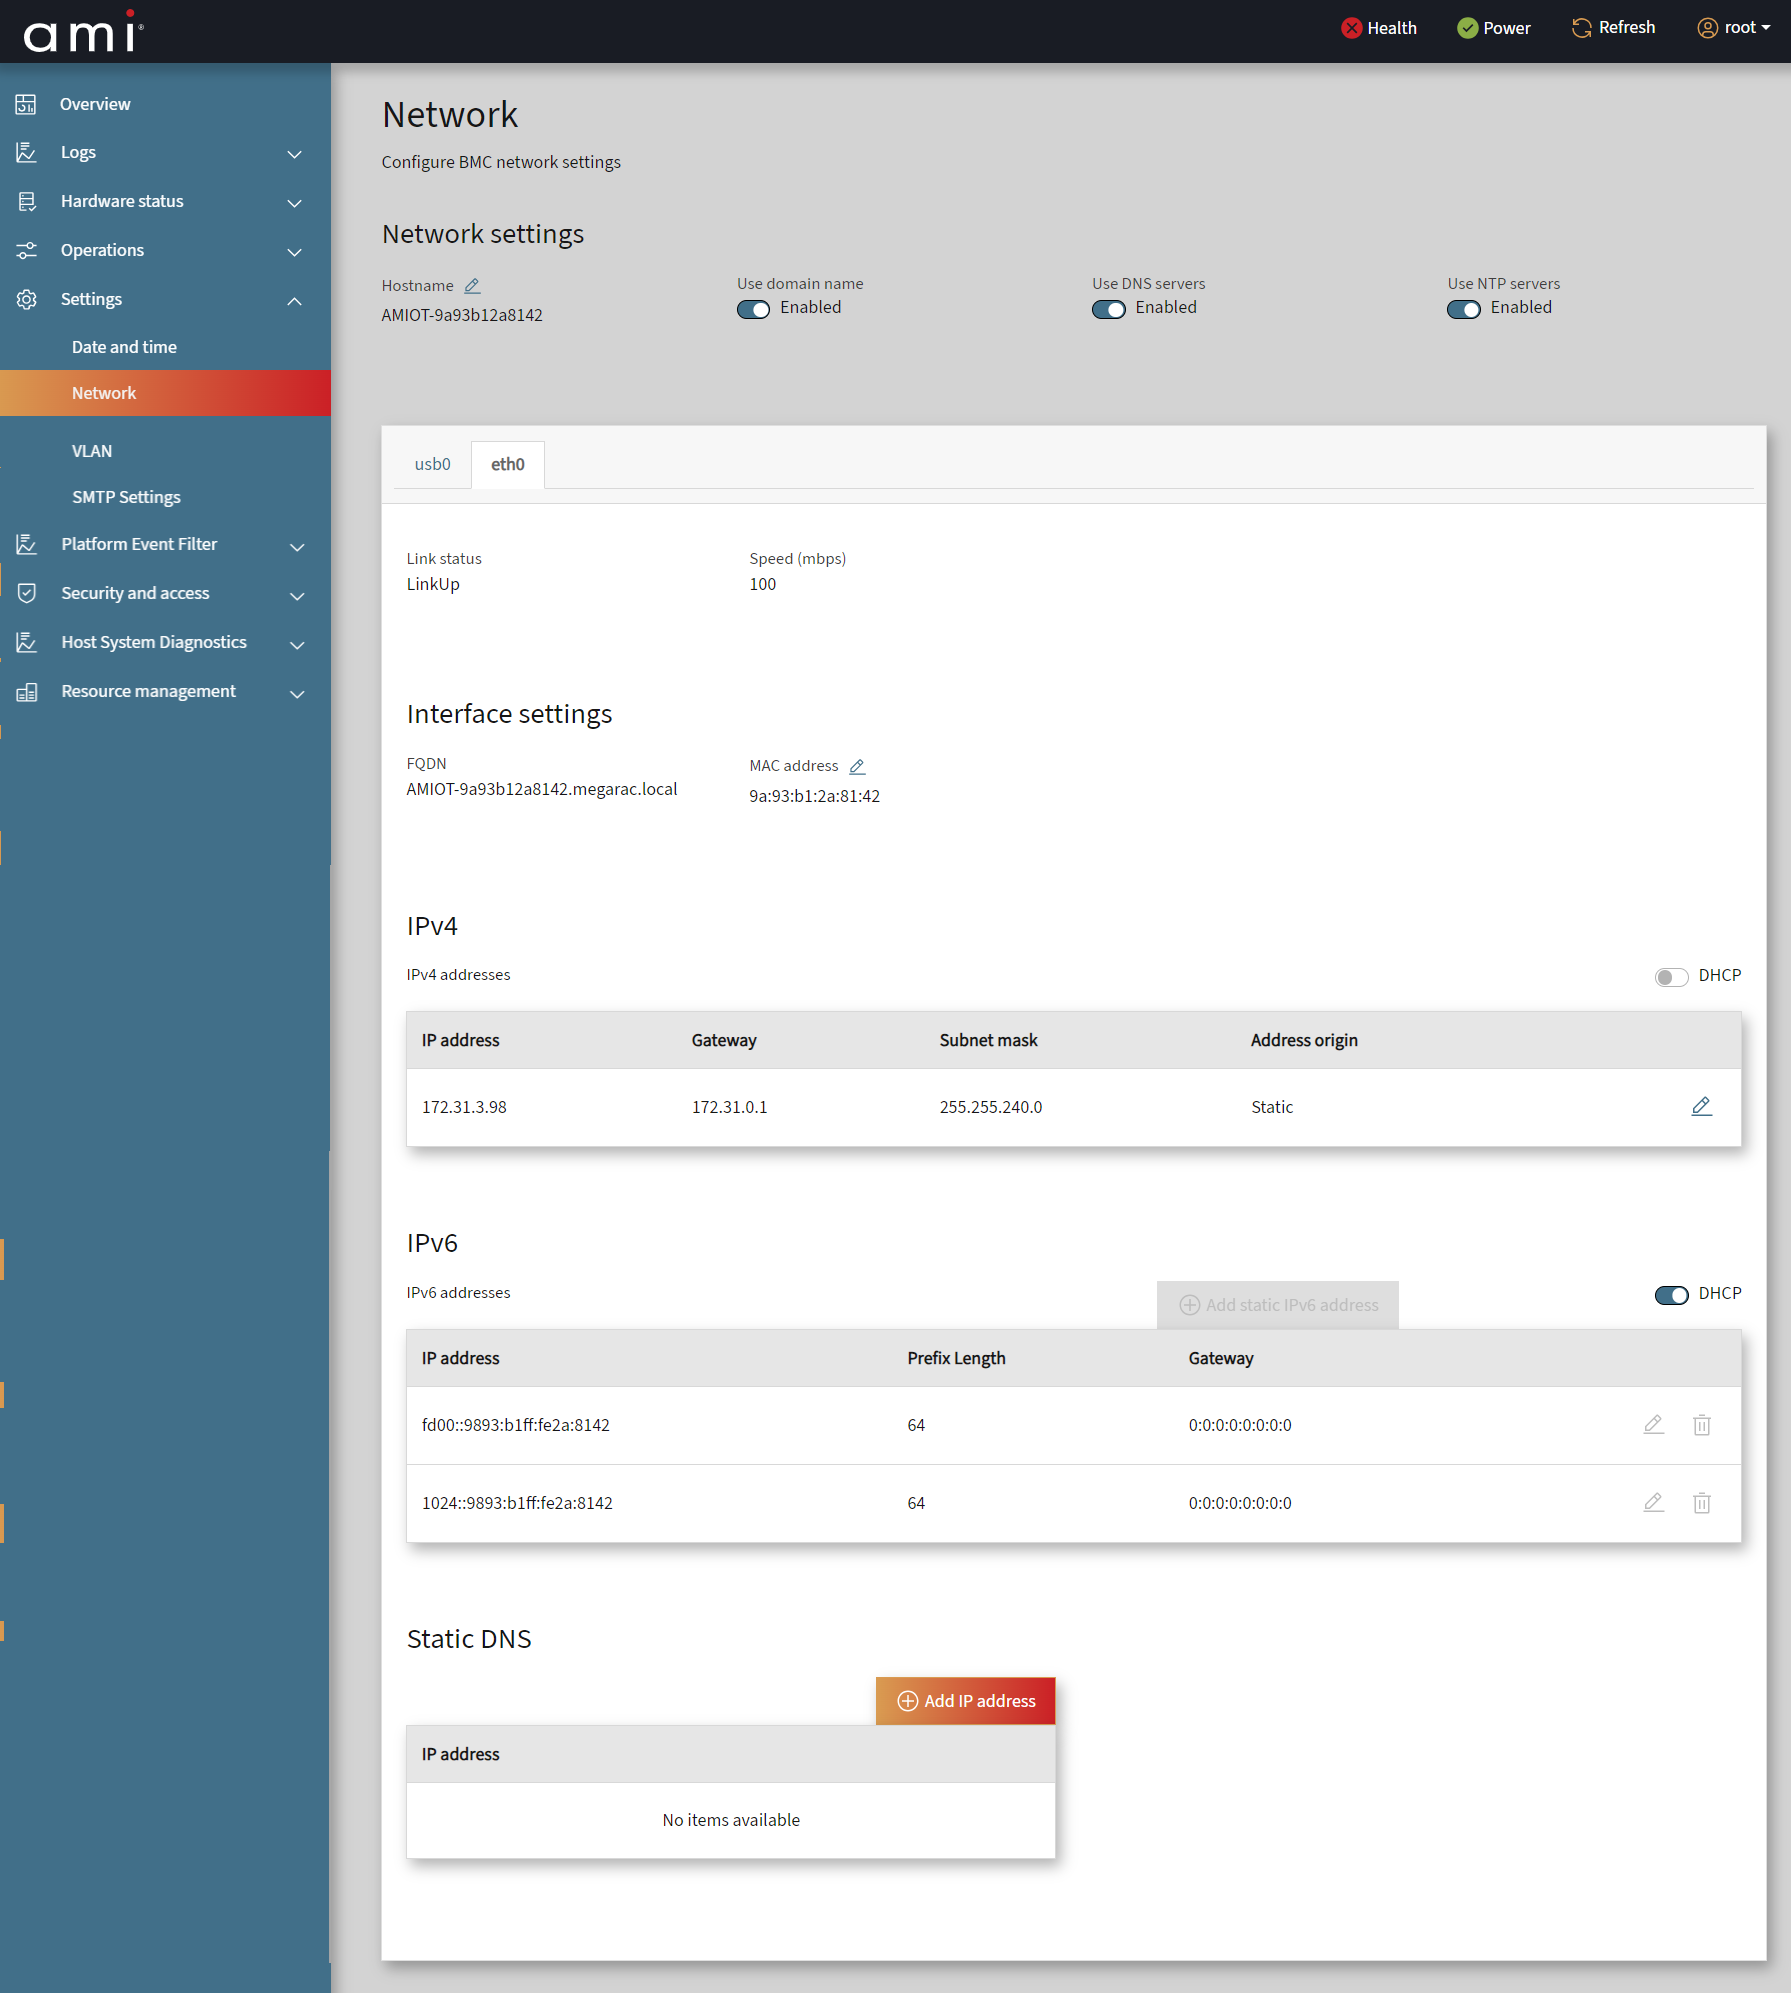 ami®
Health
Power
Refresh
root
Overview
Logs
Hardware status
Operations
Settings
Date and time
Network
VLAN
SMTP Settings
Platform Event Filter
Security and access
Host System Diagnostics
Resource management
Network
Configure BMC network settings
Network settings
Hostname
AMIOT-9a93b12a8142
Use domain name
Enabled
Use DNS servers
Enabled
Use NTP servers
Enabled
usb0
eth0
Link status
LinkUp
Speed (mbps)
100
Interface settings
FQDN
AMIOT-9a93b12a8142.megarac.local
MAC address
9a:93:b1:2a:81:42
IPv4
IPv4 addresses
DHCP
IP address Gateway Subnet mask Address origin
172.31.3.98 172.31.0.1 255.255.240.0 Static
IPv6
IPv6 addresses
Add static IPv6 address
DHCP
IP address Prefix Length Gateway
fd00::9893:b1ff:fe2a:8142 64 0:0:0:0:0:0:0:0
1024::9893:b1ff:fe2a:8142 64 0:0:0:0:0:0:0:0
Static DNS
Add IP address
IP address
No items available